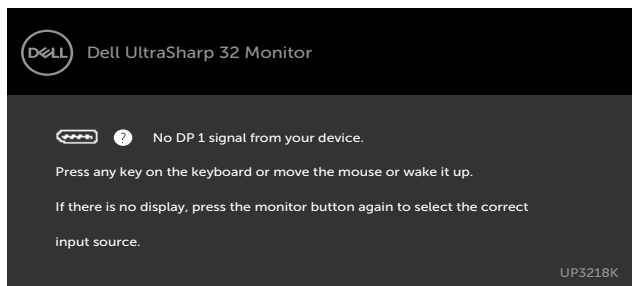 DELL
Dell UltraSharp 32 Monitor
? No DP 1 signal from your device.
Press any key on the keyboard or move the mouse or wake it up.
If there is no display, press the monitor button again to select the correct
input source.
UP3218K